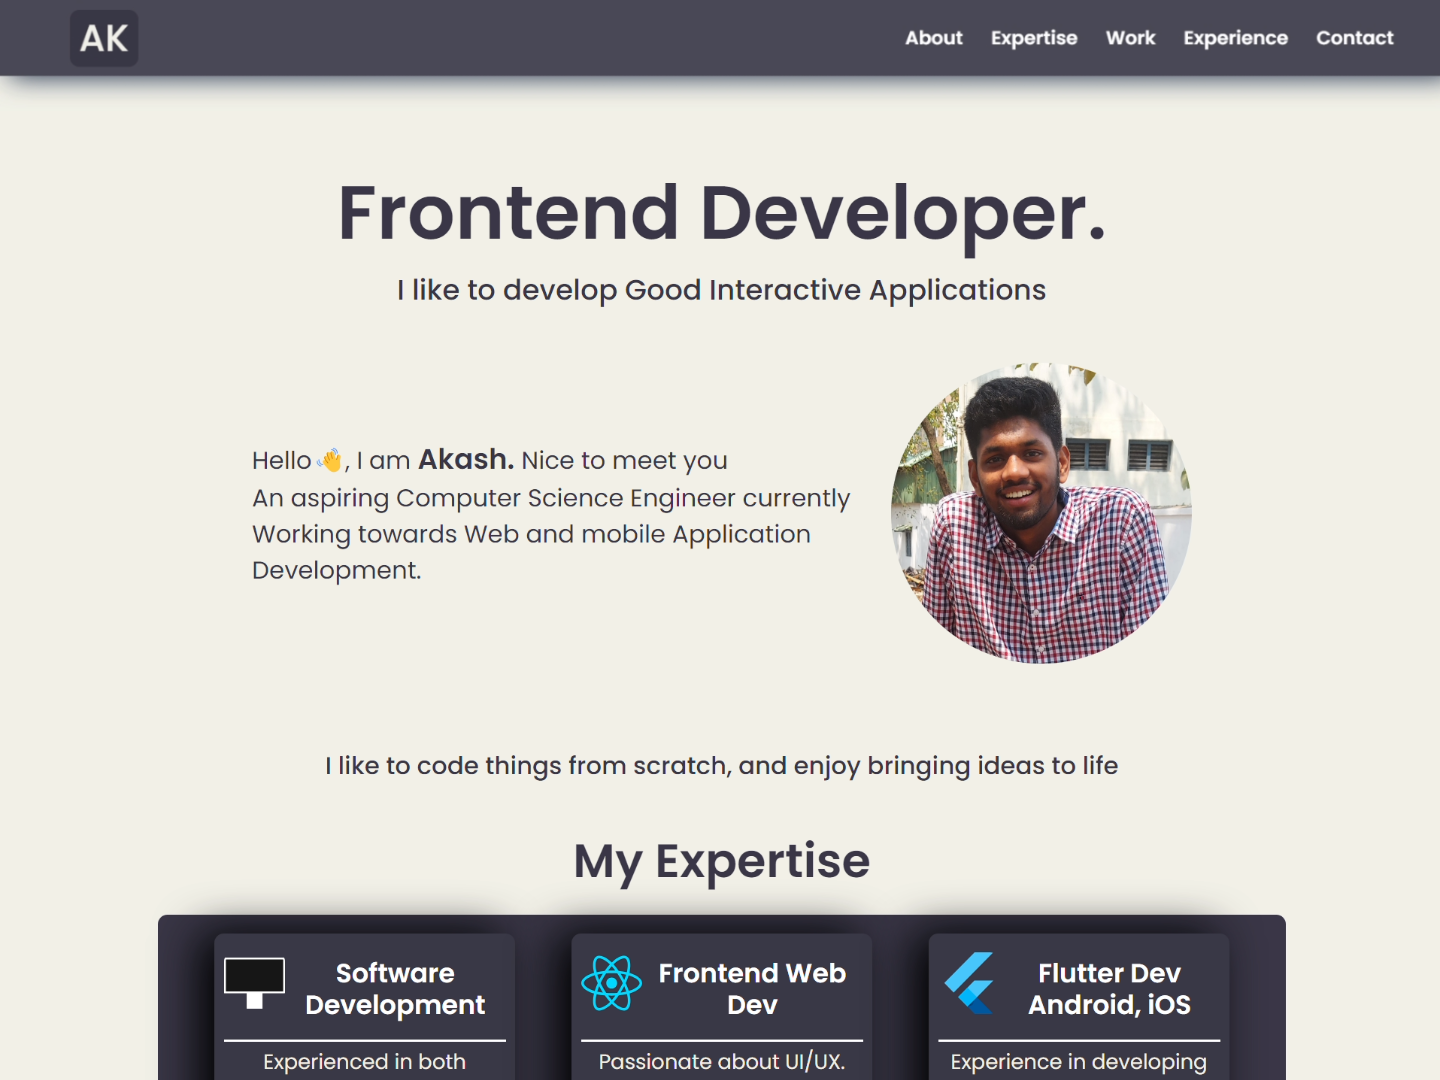 AK
About Expertise Work Experience Contact
Frontend Developer.
I like to develop Good Interactive Applications
Hello 👋, I am Akash. Nice to meet you
An aspiring Computer Science Engineer currently
Working towards Web and mobile Application
Development.
I like to code things from scratch, and enjoy bringing ideas to life
My Expertise
Software
Development
Experienced in both
Frontend Web
Dev
Passionate about UI/UX.
Flutter Dev
Android, iOS
Experience in developing